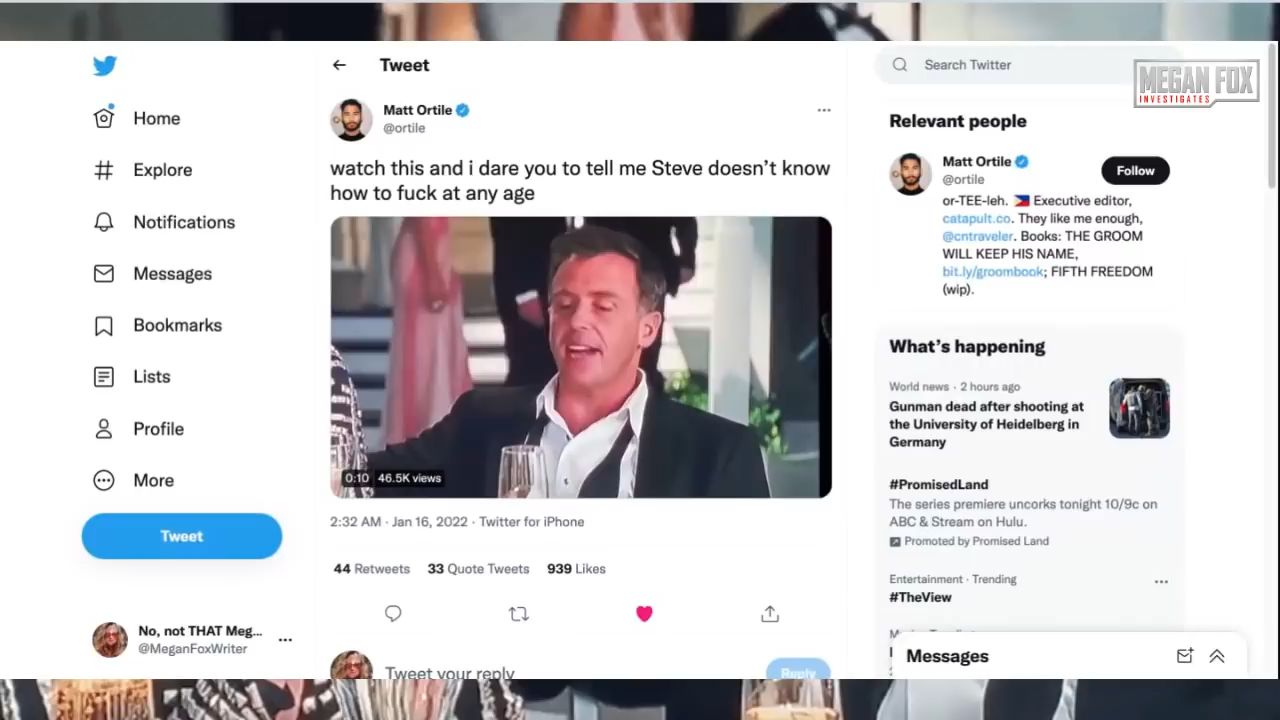 MEGAN FOX
INVESTIGATES
Home
Explore
Notifications
Messages
Bookmarks
Lists
Profile
More
Tweet
No, not THAT Meg...
@MeganFoxWriter
Tweet
Matt Ortile
@ortile
watch this and i dare you to tell me Steve doesn’t know
how to fuck at any age
0:10 46.5K views
2:32 AM · Jan 16, 2022 · Twitter for iPhone
44 Retweets 33 Quote Tweets 939 Likes
Tweet your reply
Reply
Search Twitter
Relevant people
Matt Ortile
@ortile
Follow
or-TEE-leh. 🇵🇭 Executive editor,
catapult.co. They like me enough,
@cntraveler. Books: THE GROOM
WILL KEEP HIS NAME,
bit.ly/groombook; FIFTH FREEDOM
(wip).
What’s happening
World news · 2 hours ago
Gunman dead after shooting at
the University of Heidelberg in
Germany
#PromisedLand
The series premiere uncorks tonight 10/9c on
ABC & Stream on Hulu.
Promoted by Promised Land
Entertainment · Trending
#TheView
Messages